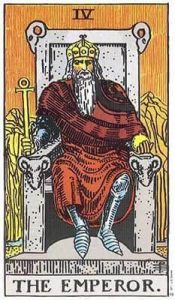 IV
THE EMPEROR.